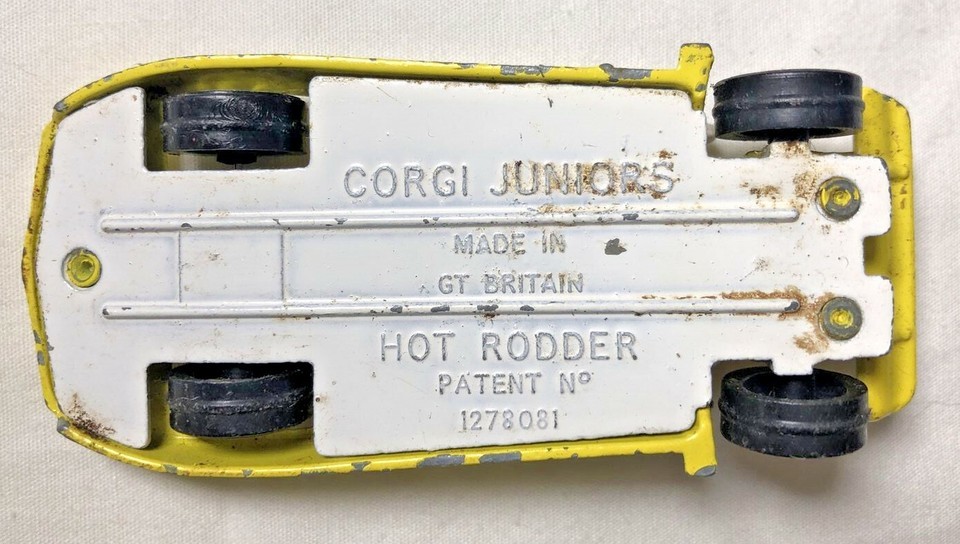 CORGI JUNIORS
MADE IN
GT BRITAIN
HOT RODDER
PATENT Nº
1278081